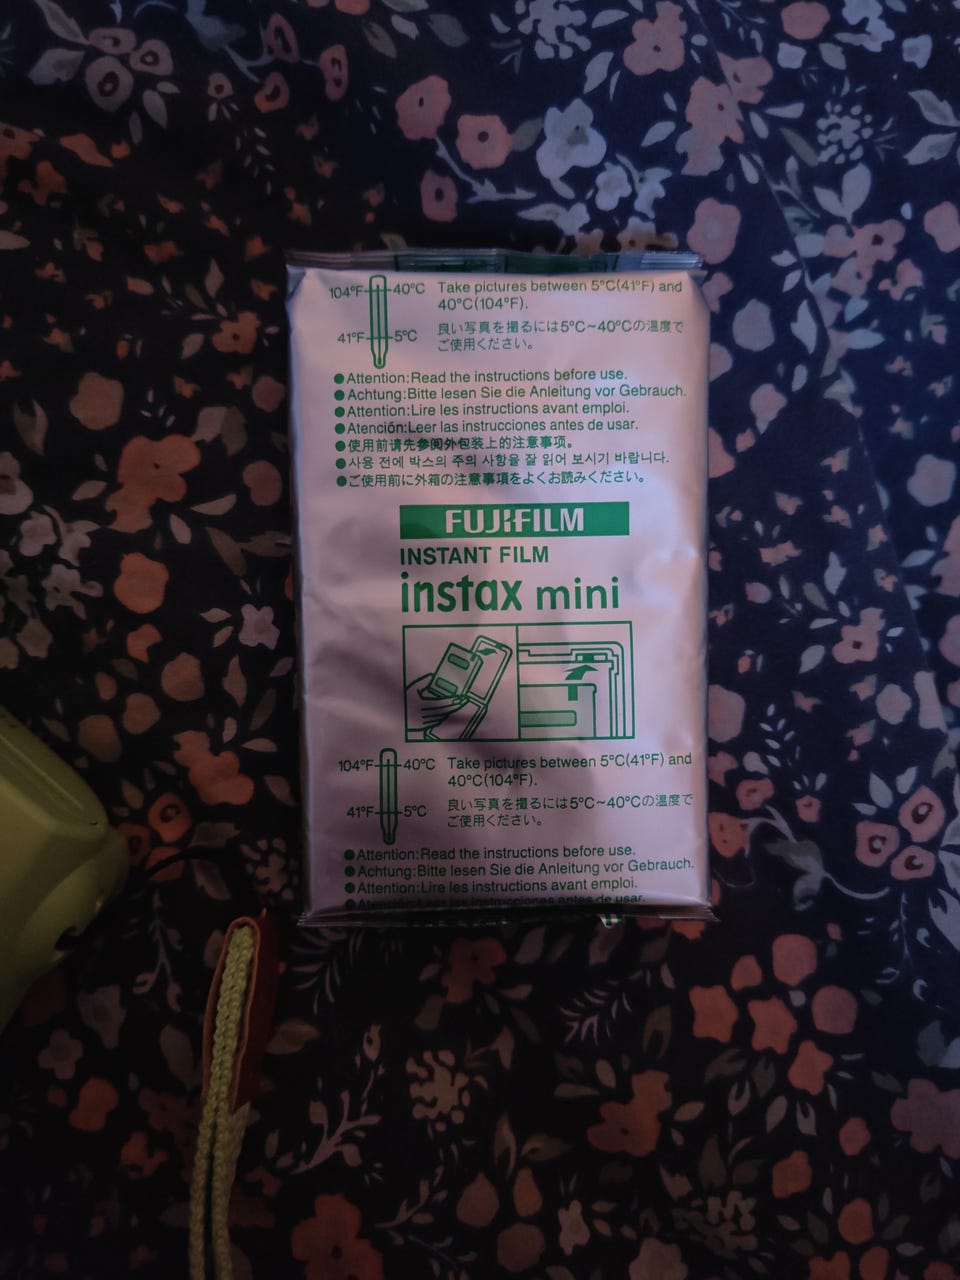 104°F 40°C Take pictures between 5°C(41°F) and
40°C(104°F).
41°F 5°C 良い写真を撮るには5°C~40°Cの温度で
ご使用ください。
●Attention:Read the instructions before use.
●Achtung:Bitte lesen Sie die Anleitung vor Gebrauch.
●Attention:Lire les instructions avant emploi.
●Atención:Leer las instrucciones antes de usar.
●使用前请先参阅外包装上的注意事项。
●사용 전에 박스의 주의 사항을 잘 읽어 보시기 바랍니다.
●ご使用前に外箱の注意事項をよくお読みください。
FUJIFILM
INSTANT FILM
instax mini
104°F 40°C Take pictures between 5°C(41°F) and
40°C(104°F).
41°F 5°C 良い写真を撮るには5°C~40°Cの温度で
ご使用ください。
●Attention:Read the instructions before use.
●Achtung:Bitte lesen Sie die Anleitung vor Gebrauch.
●Attention:Lire les instructions avant emploi.
●Atención:Leer las instrucciones antes de usar.